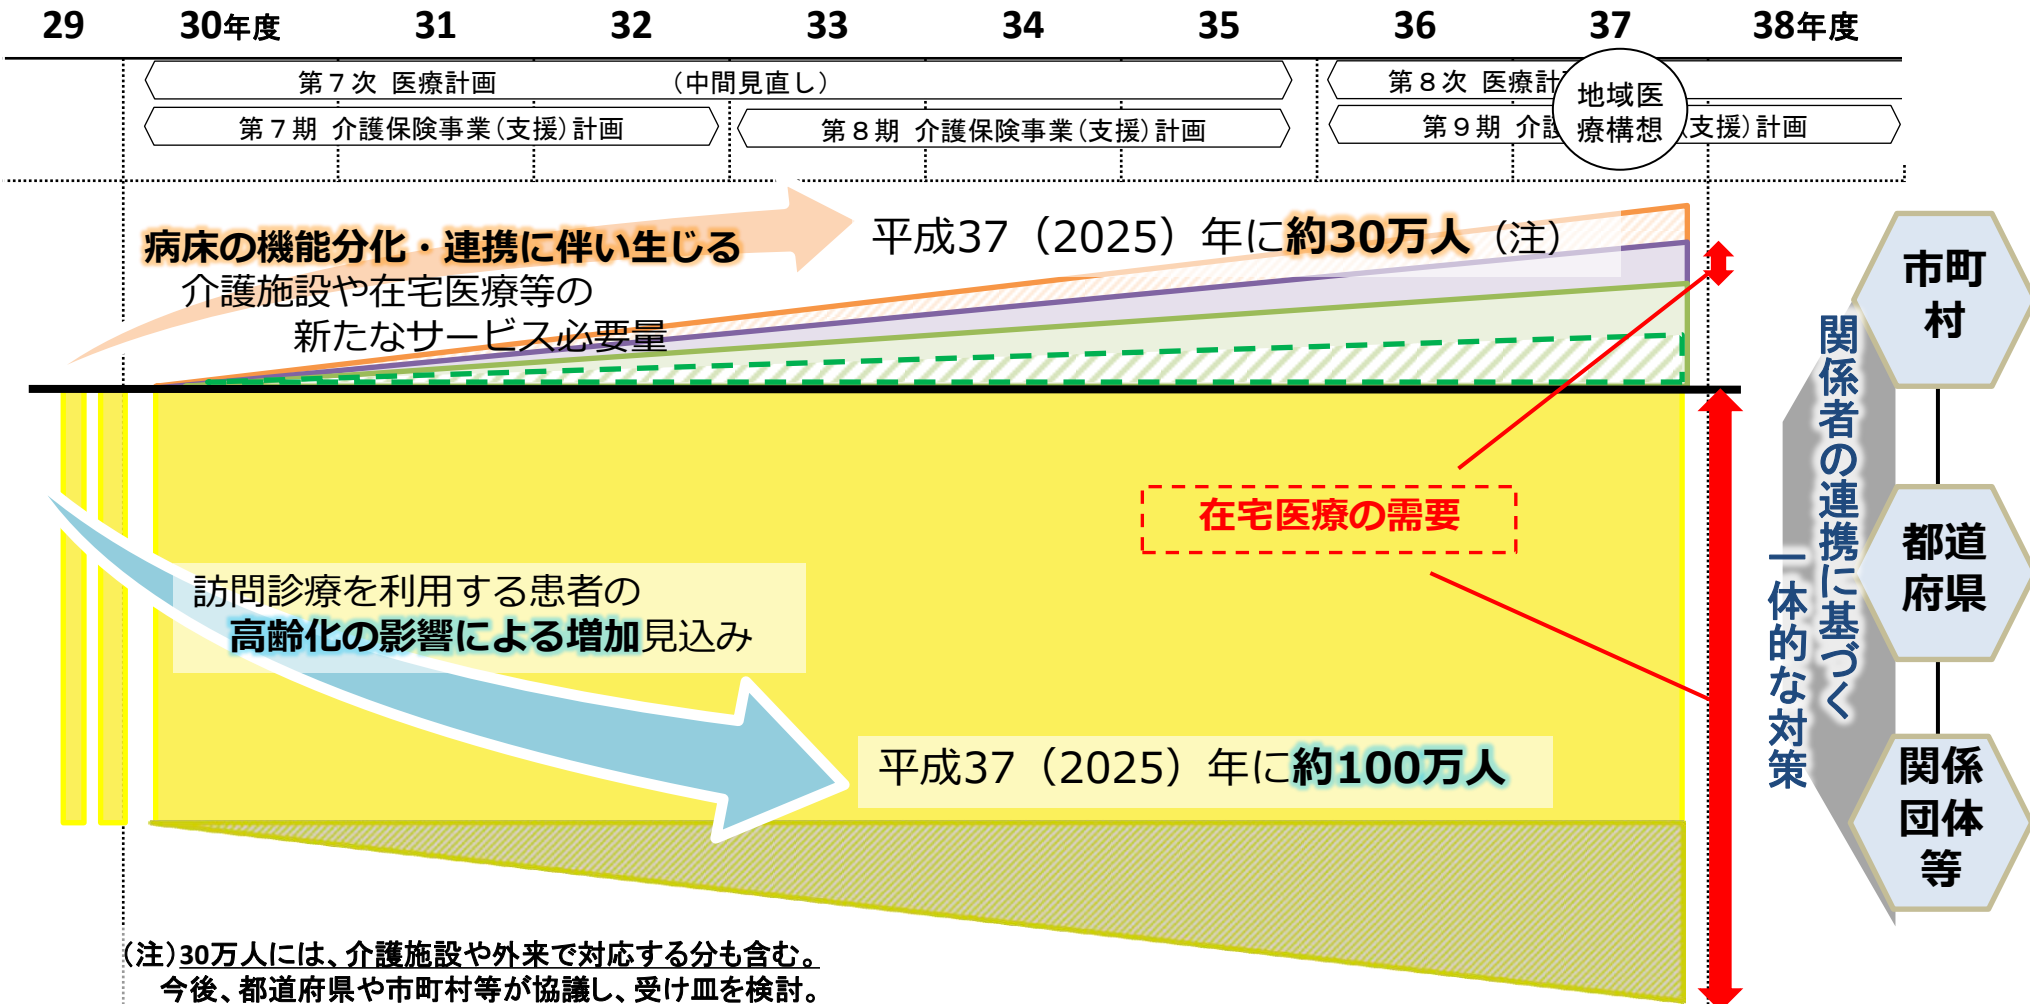 29 30年度 31 32 33 34 35 36 37 38年度
第７次 医療計画 （中間見直し）
第８次 医療計
第７期 介護保険事業（支援）計画
第８期 介護保険事業（支援）計画
第９期 介護
（支援）計画
地域医
療構想
病床の機能分化・連携に伴い生じる
介護施設や在宅医療等の
新たなサービス必要量
平成37（2025）年に約30万人（注）
在宅医療の需要
訪問診療を利用する患者の
高齢化の影響による増加見込み
平成37（2025）年に約100万人
関係者の連携に基づく
一体的な対策
市町
村
都道
府県
関係
団体
等
（注）30万人には、介護施設や外来で対応する分も含む。
今後、都道府県や市町村等が協議し、受け皿を検討。